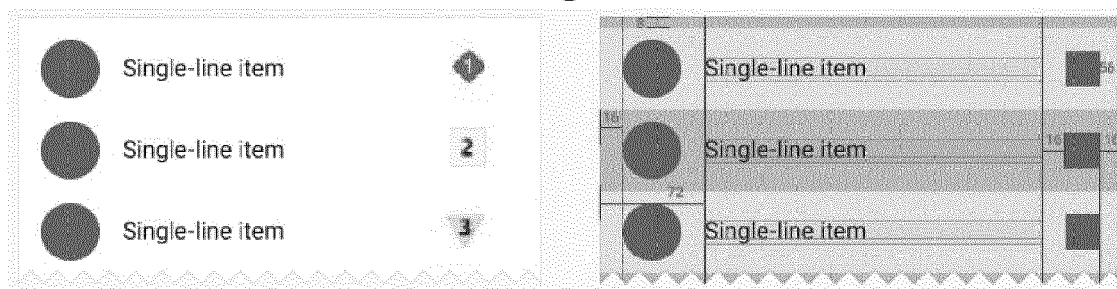 Single-line item 1
Single-line item 2
Single-line item 3
8
Single-line item 56
16
Single-line item 16
72
Single-line item